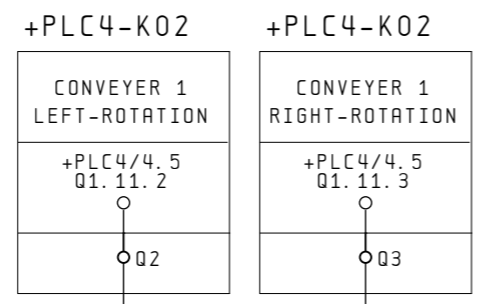 +PLC4-K02
CONVEYER 1
LEFT-ROTATION
+PLC4/4.5
Q1.11.2
Q2
+PLC4-K02
CONVEYER 1
RIGHT-ROTATION
+PLC4/4.5
Q1.11.3
Q3